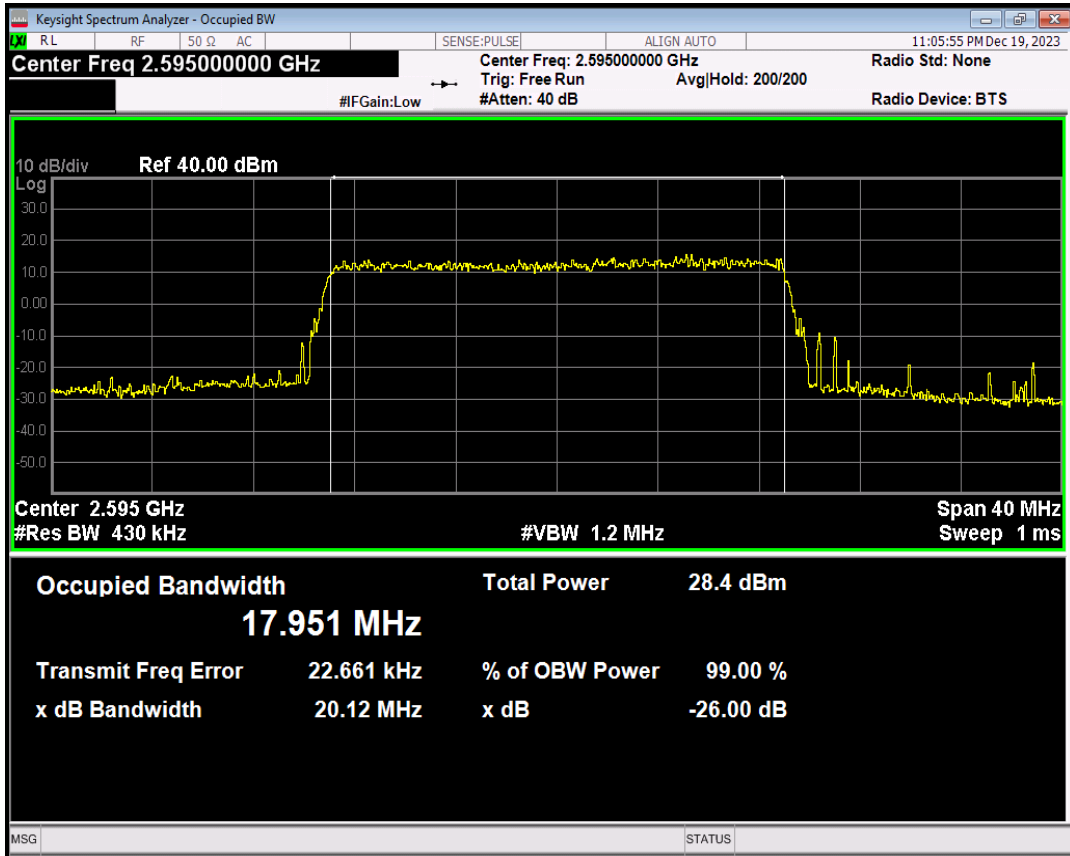 Keysight Spectrum Analyzer - Occupied BW
LXI RL RF 50 Ω AC SENSE:PULSE ALIGN AUTO 11:05:55 PM Dec 19, 2023
Center Freq 2.595000000 GHz Center Freq: 2.595000000 GHz Radio Std: None
Trig: Free Run Avg|Hold: 200/200
#IFGain:Low #Atten: 40 dB Radio Device: BTS
10 dB/div Ref 40.00 dBm
Log
30.0
20.0
10.0
0.00
-10.0
-20.0
-30.0
-40.0
-50.0
Center 2.595 GHz Span 40 MHz
#Res BW 430 kHz #VBW 1.2 MHz Sweep 1 ms
Occupied Bandwidth Total Power 28.4 dBm
17.951 MHz
Transmit Freq Error 22.661 kHz % of OBW Power 99.00 %
x dB Bandwidth 20.12 MHz x dB -26.00 dB
MSG STATUS